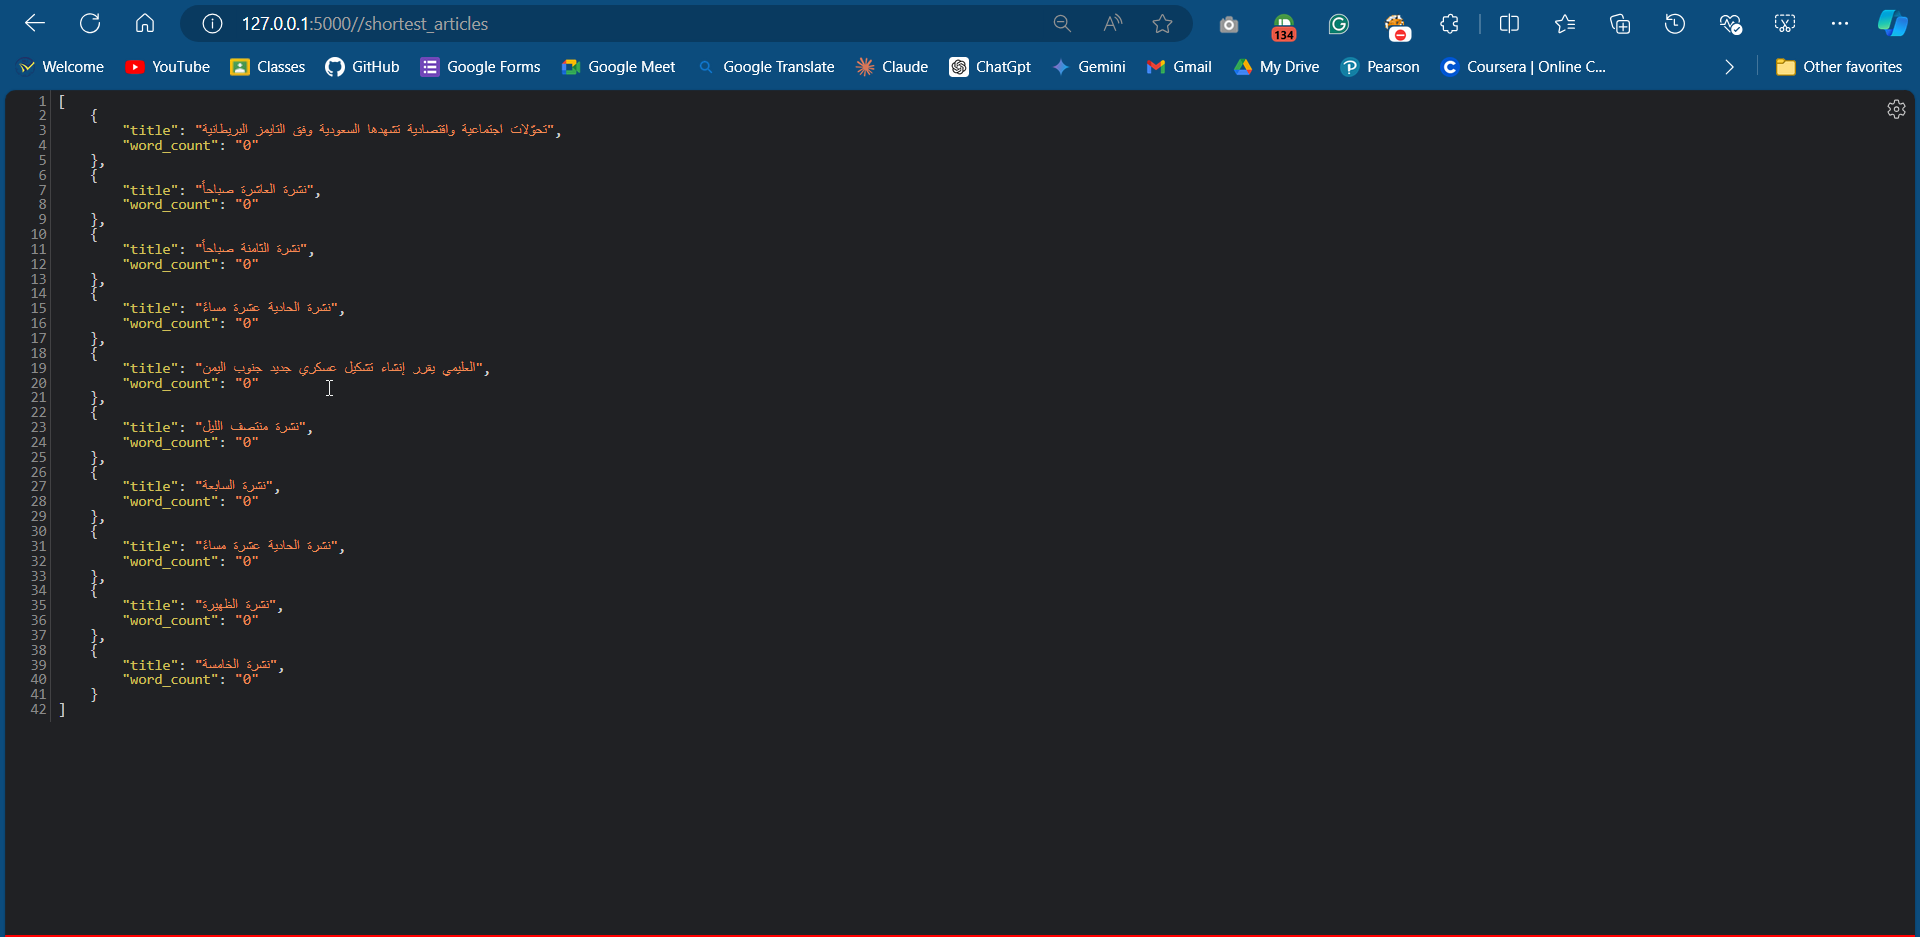 127.0.0.1:5000//shortest_articles
134
Welcome YouTube Classes GitHub Google Forms Google Meet Google Translate Claude ChatGpt Gemini Gmail My Drive Pearson Coursera | Online C... Other favorites
1 [
2 {
3 "title": "تحوّلات اجتماعية واقتصادية تشهدها السعودية وفق التايمز البريطانية",
4 "word_count": "0"
5 },
6 {
7 "title": "نشرة العاشرة صباحاً",
8 "word_count": "0"
9 },
10 {
11 "title": "نشرة الثامنة صباحاً",
12 "word_count": "0"
13 },
14 {
15 "title": "نشرة الحادية عشرة مساءً",
16 "word_count": "0"
17 },
18 {
19 "title": "العليمي يقرر إنشاء تشكيل عسكري جديد جنوب اليمن",
20 "word_count": "0"
21 },
22 {
23 "title": "نشرة منتصف الليل",
24 "word_count": "0"
25 },
26 {
27 "title": "نشرة السابعة",
28 "word_count": "0"
29 },
30 {
31 "title": "نشرة الحادية عشرة مساءً",
32 "word_count": "0"
33 },
34 {
35 "title": "نشرة الظهيرة",
36 "word_count": "0"
37 },
38 {
39 "title": "نشرة الخامسة",
40 "word_count": "0"
41 }
42 ]